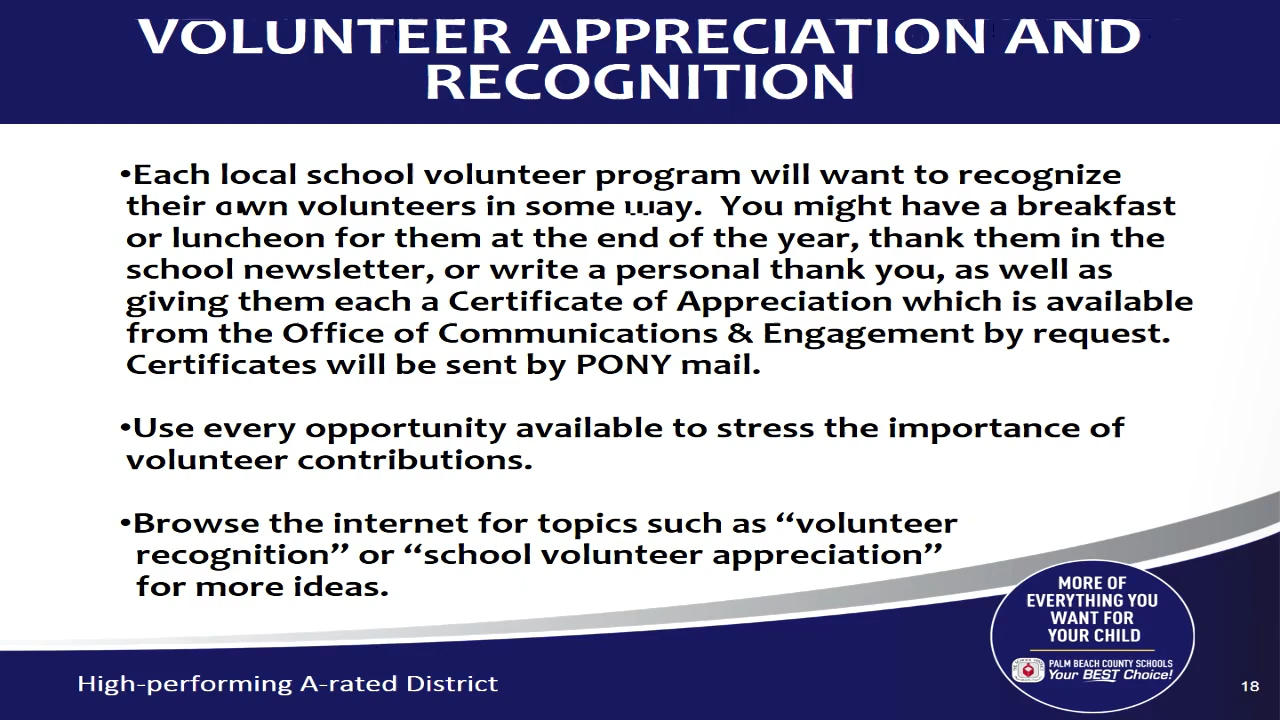 VOLUNTEER APPRECIATION AND
RECOGNITION
•Each local school volunteer program will want to recognize
their own volunteers in some way.  You might have a breakfast
or luncheon for them at the end of the year, thank them in the
school newsletter, or write a personal thank you, as well as
giving them each a Certificate of Appreciation which is available
from the Office of Communications & Engagement by request.
Certificates will be sent by PONY mail.
•Use every opportunity available to stress the importance of
volunteer contributions.
•Browse the internet for topics such as “volunteer
recognition” or “school volunteer appreciation”
for more ideas.
MORE OF
EVERYTHING YOU
WANT FOR
YOUR CHILD
PALM BEACH COUNTY SCHOOLS
Your BEST Choice!
High-performing A-rated District
18